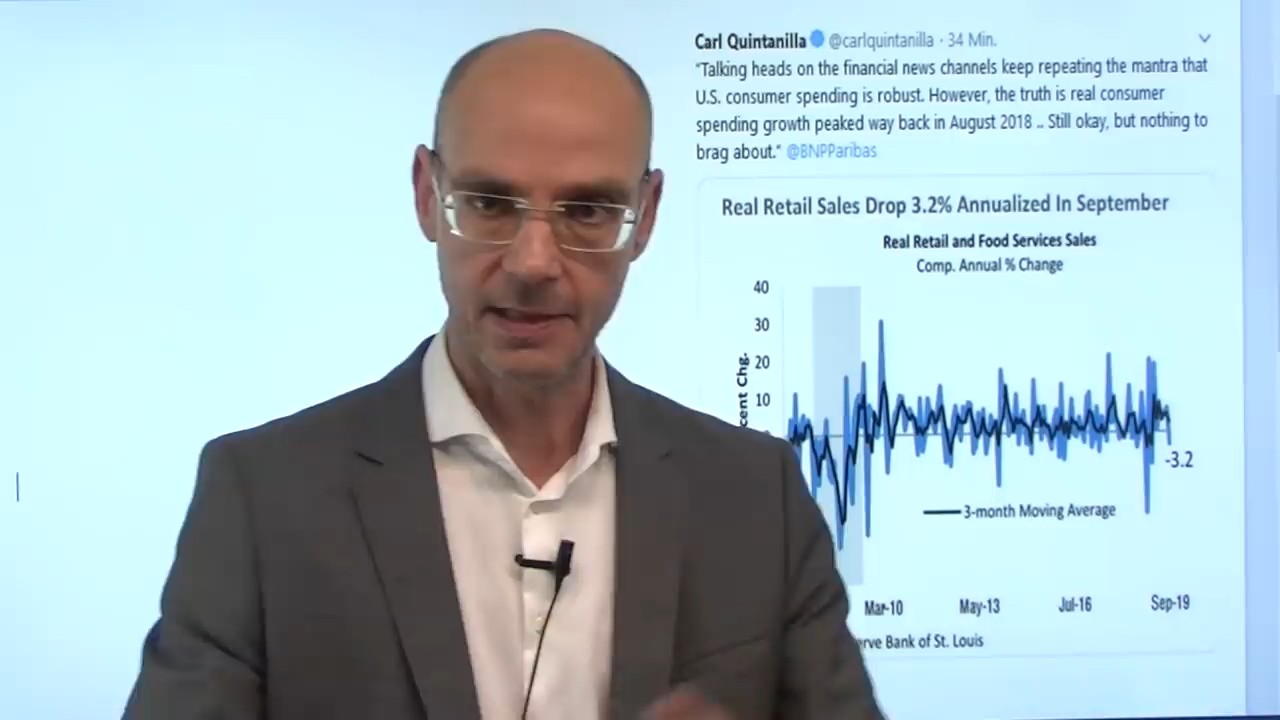 Carl Quintanilla @carlquintanilla · 34 Min.
"Talking heads on the financial news channels keep repeating the mantra that
U.S. consumer spending is robust. However, the truth is real consumer
spending growth peaked way back in August 2018 .. Still okay, but nothing to
brag about." @BNPParibas
Real Retail Sales Drop 3.2% Annualized In September
Real Retail and Food Services Sales
Comp. Annual % Change
40
30
20
10
cent Chg.
-3.2
3-month Moving Average
Mar-10 May-13 Jul-16 Sep-19
erve Bank of St. Louis